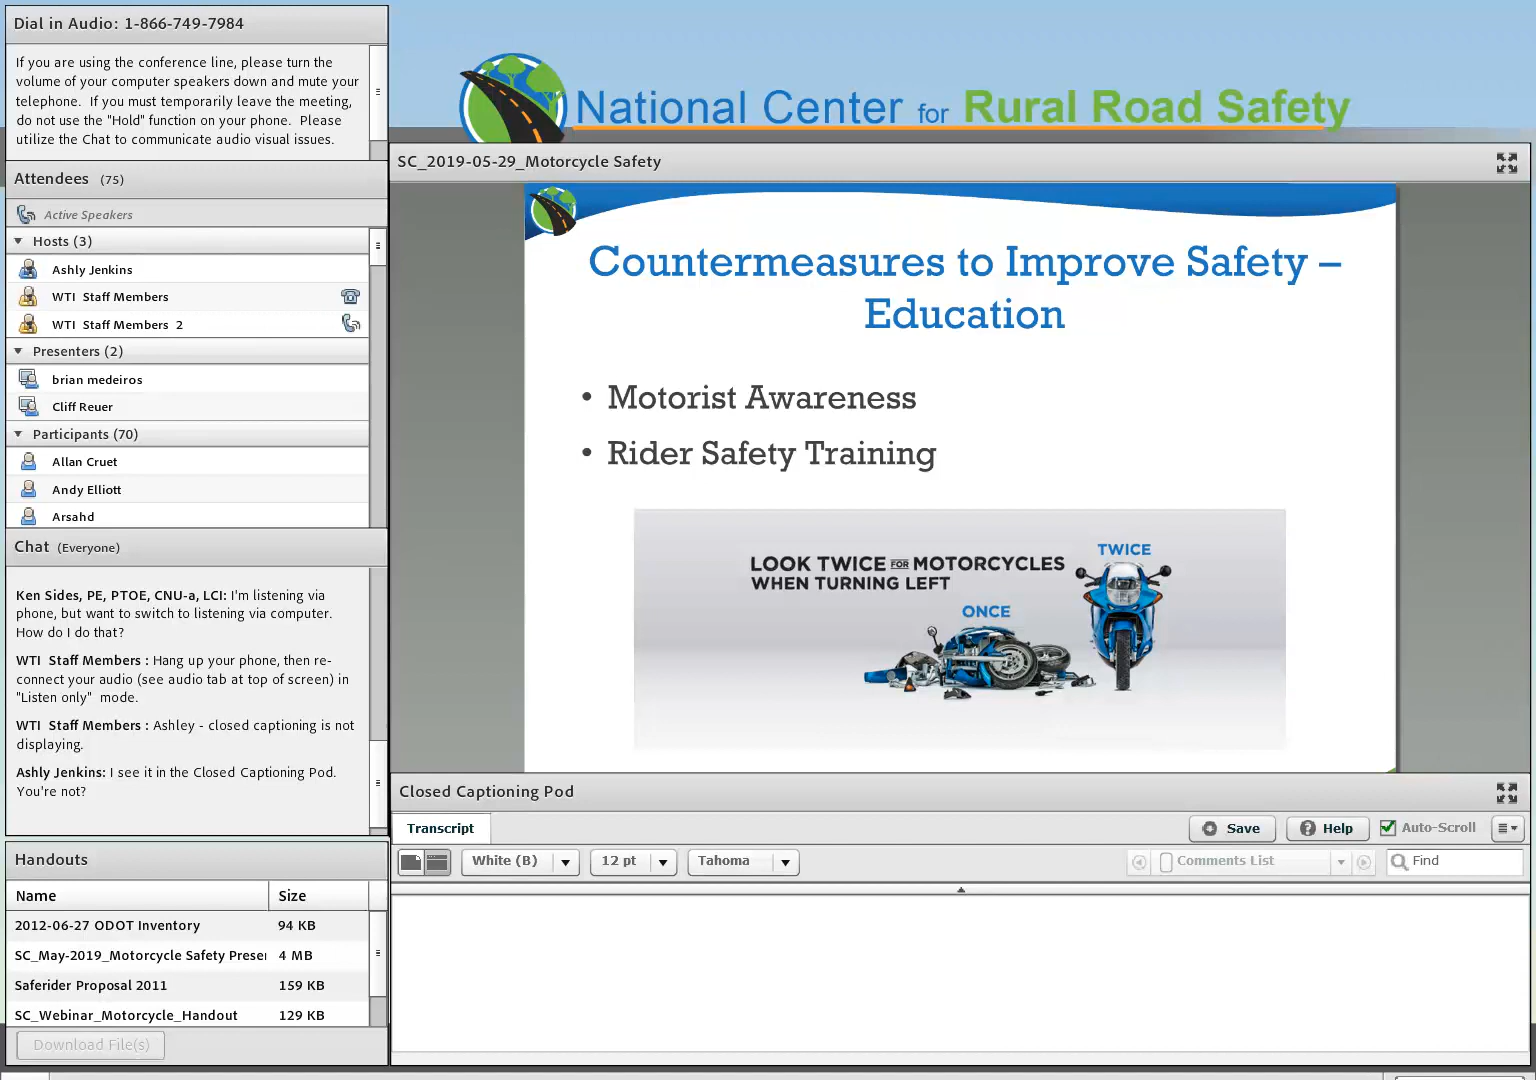 Dial in Audio: 1-866-749-7984
If you are using the conference line, please turn the
volume of your computer speakers down and mute your
telephone. If you must temporarily leave the meeting,
do not use the "Hold" function on your phone. Please
utilize the Chat to communicate audio visual issues.
Attendees (75)
Active Speakers
Hosts (3)
Ashly Jenkins
WTI Staff Members
WTI Staff Members 2
Presenters (2)
brian medeiros
Cliff Reuer
Participants (70)
Allan Cruet
Andy Elliott
Arsahd
Chat (Everyone)
Ken Sides, PE, PTOE, CNU-a, LCI: I'm listening via
phone, but want to switch to listening via computer.
How do I do that?
WTI Staff Members : Hang up your phone, then re-
connect your audio (see audio tab at top of screen) in
"Listen only" mode.
WTI Staff Members : Ashley - closed captioning is not
displaying.
Ashly Jenkins: I see it in the Closed Captioning Pod.
You're not?
Handouts
Name Size
2012-06-27 ODOT Inventory 94 KB
SC_May-2019_Motorcycle Safety Preser 4 MB
Saferider Proposal 2011 159 KB
SC_Webinar_Motorcycle_Handout 129 KB
Download File(s)
National Center for Rural Road Safety
SC_2019-05-29_Motorcycle Safety
Countermeasures to Improve Safety –
Education
• Motorist Awareness
• Rider Safety Training
LOOK TWICE FOR MOTORCYCLES
WHEN TURNING LEFT
ONCE
TWICE
Closed Captioning Pod
Transcript Save Help Auto-Scroll
White (B) 12 pt Tahoma Comments List Find